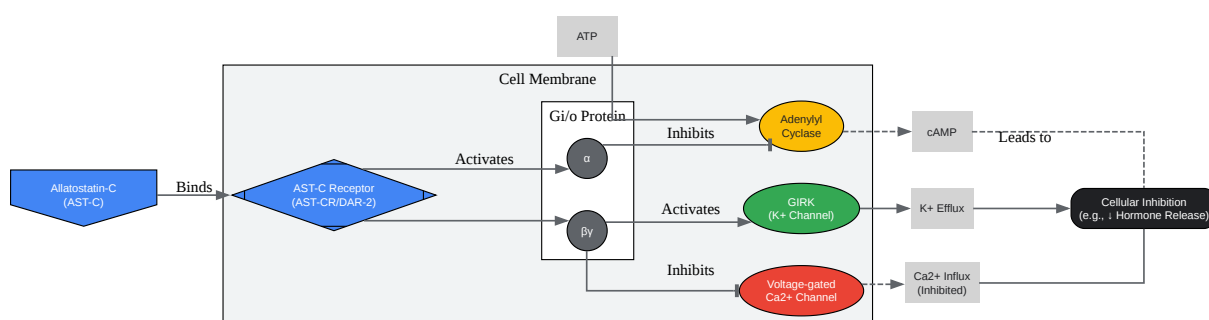 ATP
Cell Membrane
Gi/o Protein
Adenylyl
Cyclase
cAMP
Inhibits
Leads to
α
Activates
Allatostatin-C
(AST-C)
Binds
AST-C Receptor
(AST-CR/DAR-2)
Activates
GIRK
(K+ Channel)
K+ Efflux
Cellular Inhibition
(e.g., ↓ Hormone Release)
βγ
Inhibits
Voltage-gated
Ca2+ Channel
Ca2+ Influx
(Inhibited)